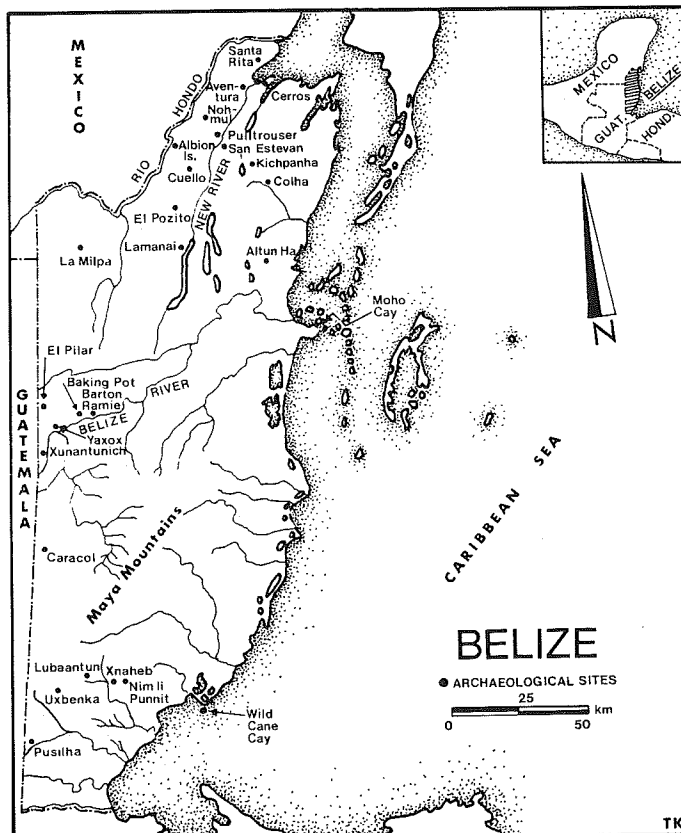 MEXICO
Santa
Rita
RIO HONDO
Aven-
tura
Cerros
Noh-
mul
Pulltrouser
San Estevan
Albion
Is.
Kichpanha
Cuello
Colha
NEW RIVER
El Pozito
Lamanai
Altun Ha
La Milpa
Moho
Cay
El Pilar
Baking Pot
Barton
Ramie
BELIZE RIVER
Yaxox
Xunantunich
GUATEMALA
Caracol
Maya Mountains
Lubaantun
Xnaheb
Nim li
Punnit
Uxbenka
Pusilha
Wild
Cane
Cay
MEXICO
BELIZE
GUAT.
HOND.
N
CARIBBEAN SEA
BELIZE
ARCHAEOLOGICAL SITES
25
0 50 km
TK